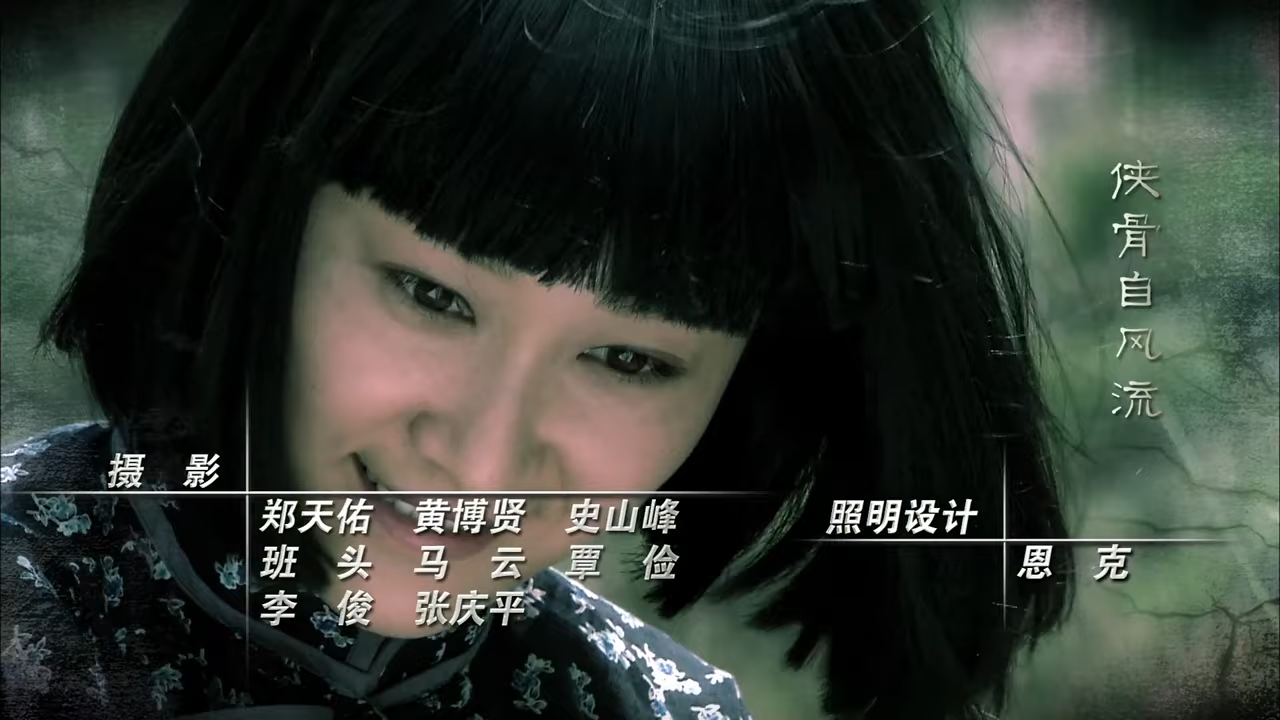 侠骨自风流
摄 影
郑天佑 黄博贤 史山峰
班 头 马 云 覃 俭
李 俊 张庆平
照明设计
恩 克